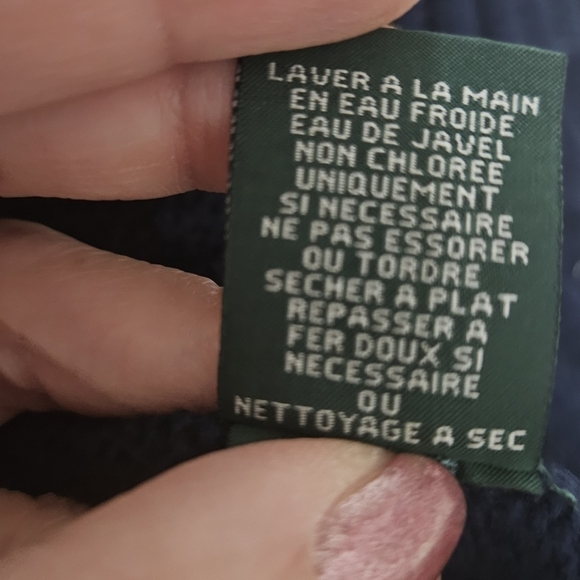 LAVER A LA MAIN
EN EAU FROIDE
EAU DE JAVEL
NON CHLOREE
UNIQUEMENT
SI NECESSAIRE
NE PAS ESSORER
OU TORDRE
SECHER A PLAT
REPASSER A
FER DOUX SI
NECESSAIRE
OU
NETTOYAGE A SEC